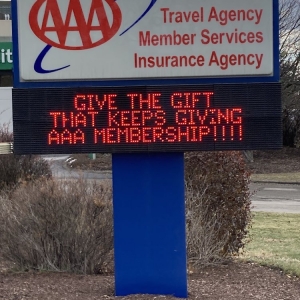 AAA
Travel Agency
Member Services
Insurance Agency
GIVE THE GIFT
THAT KEEPS GIVING
AAA MEMBERSHIP!!!!